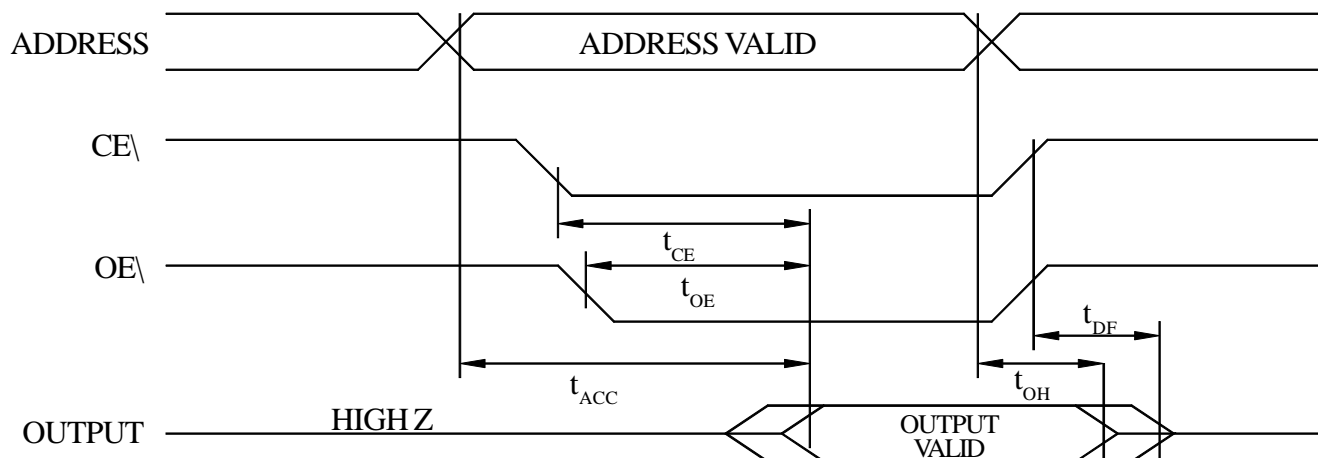 ADDRESS
ADDRESS VALID
CE\
tCE
OE\
tOE
tDF
tACC
tOH
OUTPUT
HIGH Z
OUTPUT
VALID